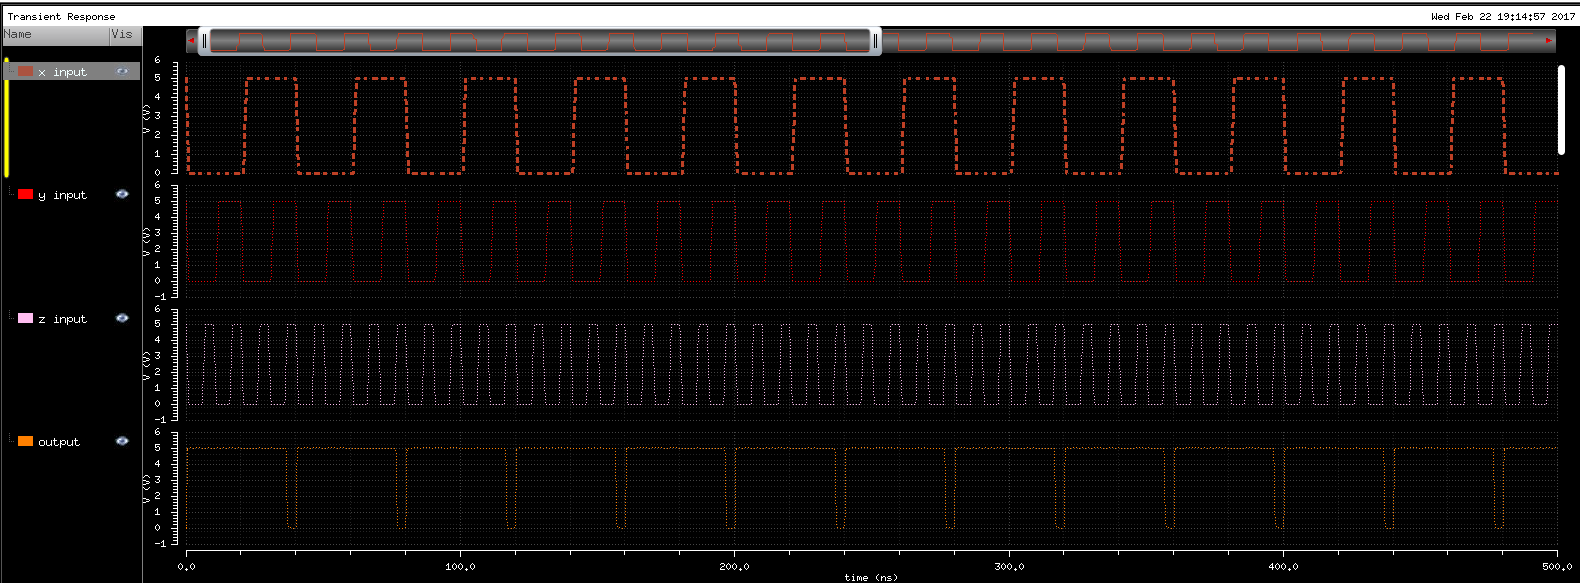 Transient Response
Wed Feb 22 19:14:57 2017
Name Vis
x input
6
5
4
3
2
1
0
V (V)
y input
6
5
4
3
2
1
0
-1
V (V)
z input
6
5
4
3
2
1
0
-1
V (V)
output
6
5
4
3
2
1
0
-1
V (V)
0.0 100.0 200.0 300.0 400.0 500.0
time (ns)